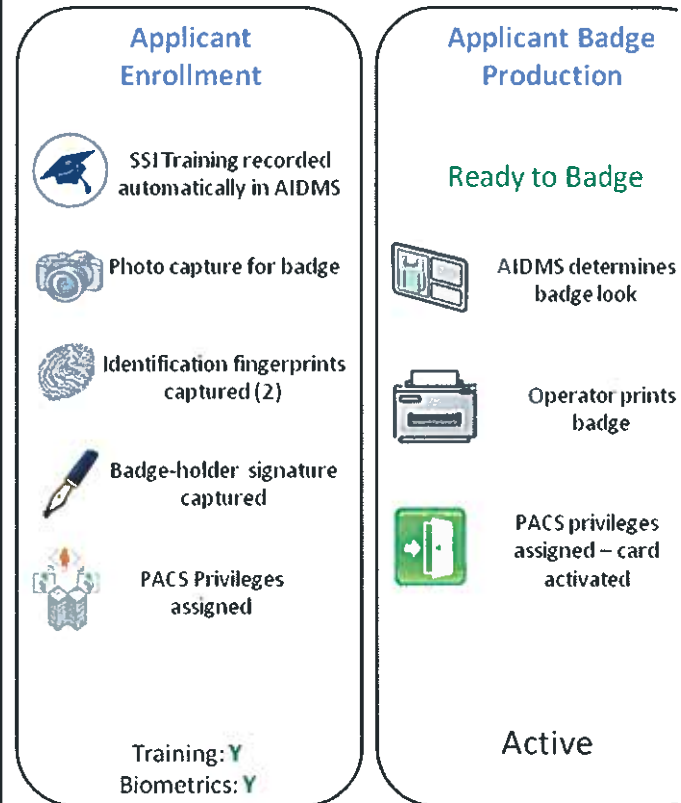 Applicant
Enrollment
SSI Training recorded
automatically in AIDMS
Photo capture for badge
Identification fingerprints
captured (2)
Badge-holder signature
captured
PACS Privileges
assigned
Training: Y
Biometrics: Y
Applicant Badge
Production
Ready to Badge
AIDMS determines
badge look
Operator prints
badge
PACS privileges
assigned – card
activated
Active